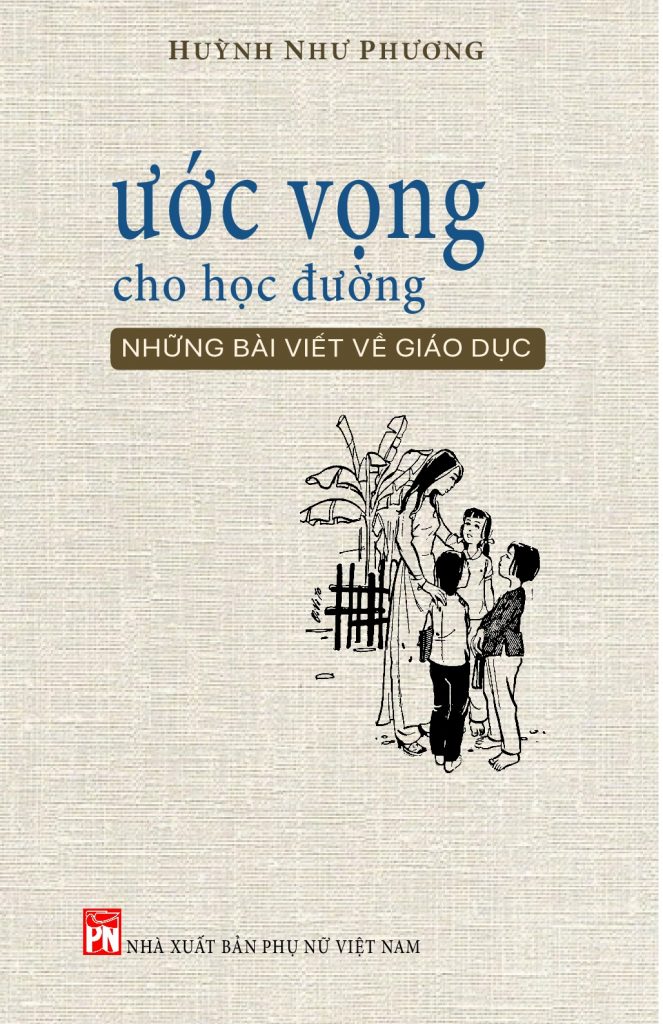 HUỲNH NHƯ PHƯƠNG
ước vọng
cho học đường
NHỮNG BÀI VIẾT VỀ GIÁO DỤC
PN
NHÀ XUẤT BẢN PHỤ NỮ VIỆT NAM